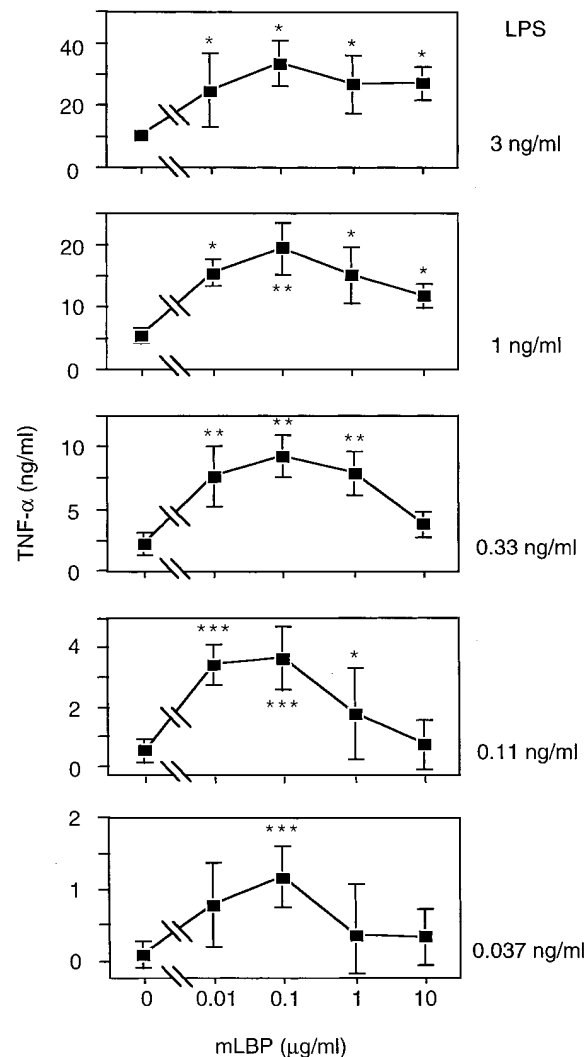 LPS
40
20
0
* * * *
3 ng/ml
20
10
0
* ** * *
1 ng/ml
10
5
0
** ** **
0.33 ng/ml
4
2
0
*** *** *
0.11 ng/ml
2
1
0
***
0.037 ng/ml
TNF-α (ng/ml)
0 0.01 0.1 1 10
mLBP (μg/ml)